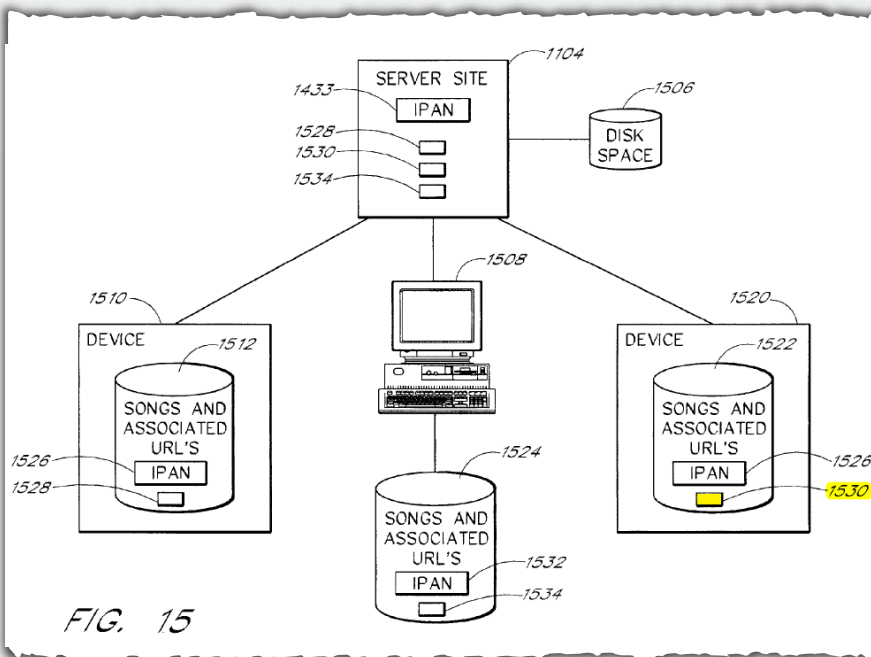 1104
SERVER SITE
1433
IPAN
1506
1528
DISK
SPACE
1530
1534
1508
1510
1520
DEVICE
1512
DEVICE
1522
SONGS AND
ASSOCIATED
URL'S
SONGS AND
ASSOCIATED
URL'S
1526
IPAN
1528
1524
IPAN
1526
1530
SONGS AND
ASSOCIATED
URL'S
1532
IPAN
1534
FIG. 15